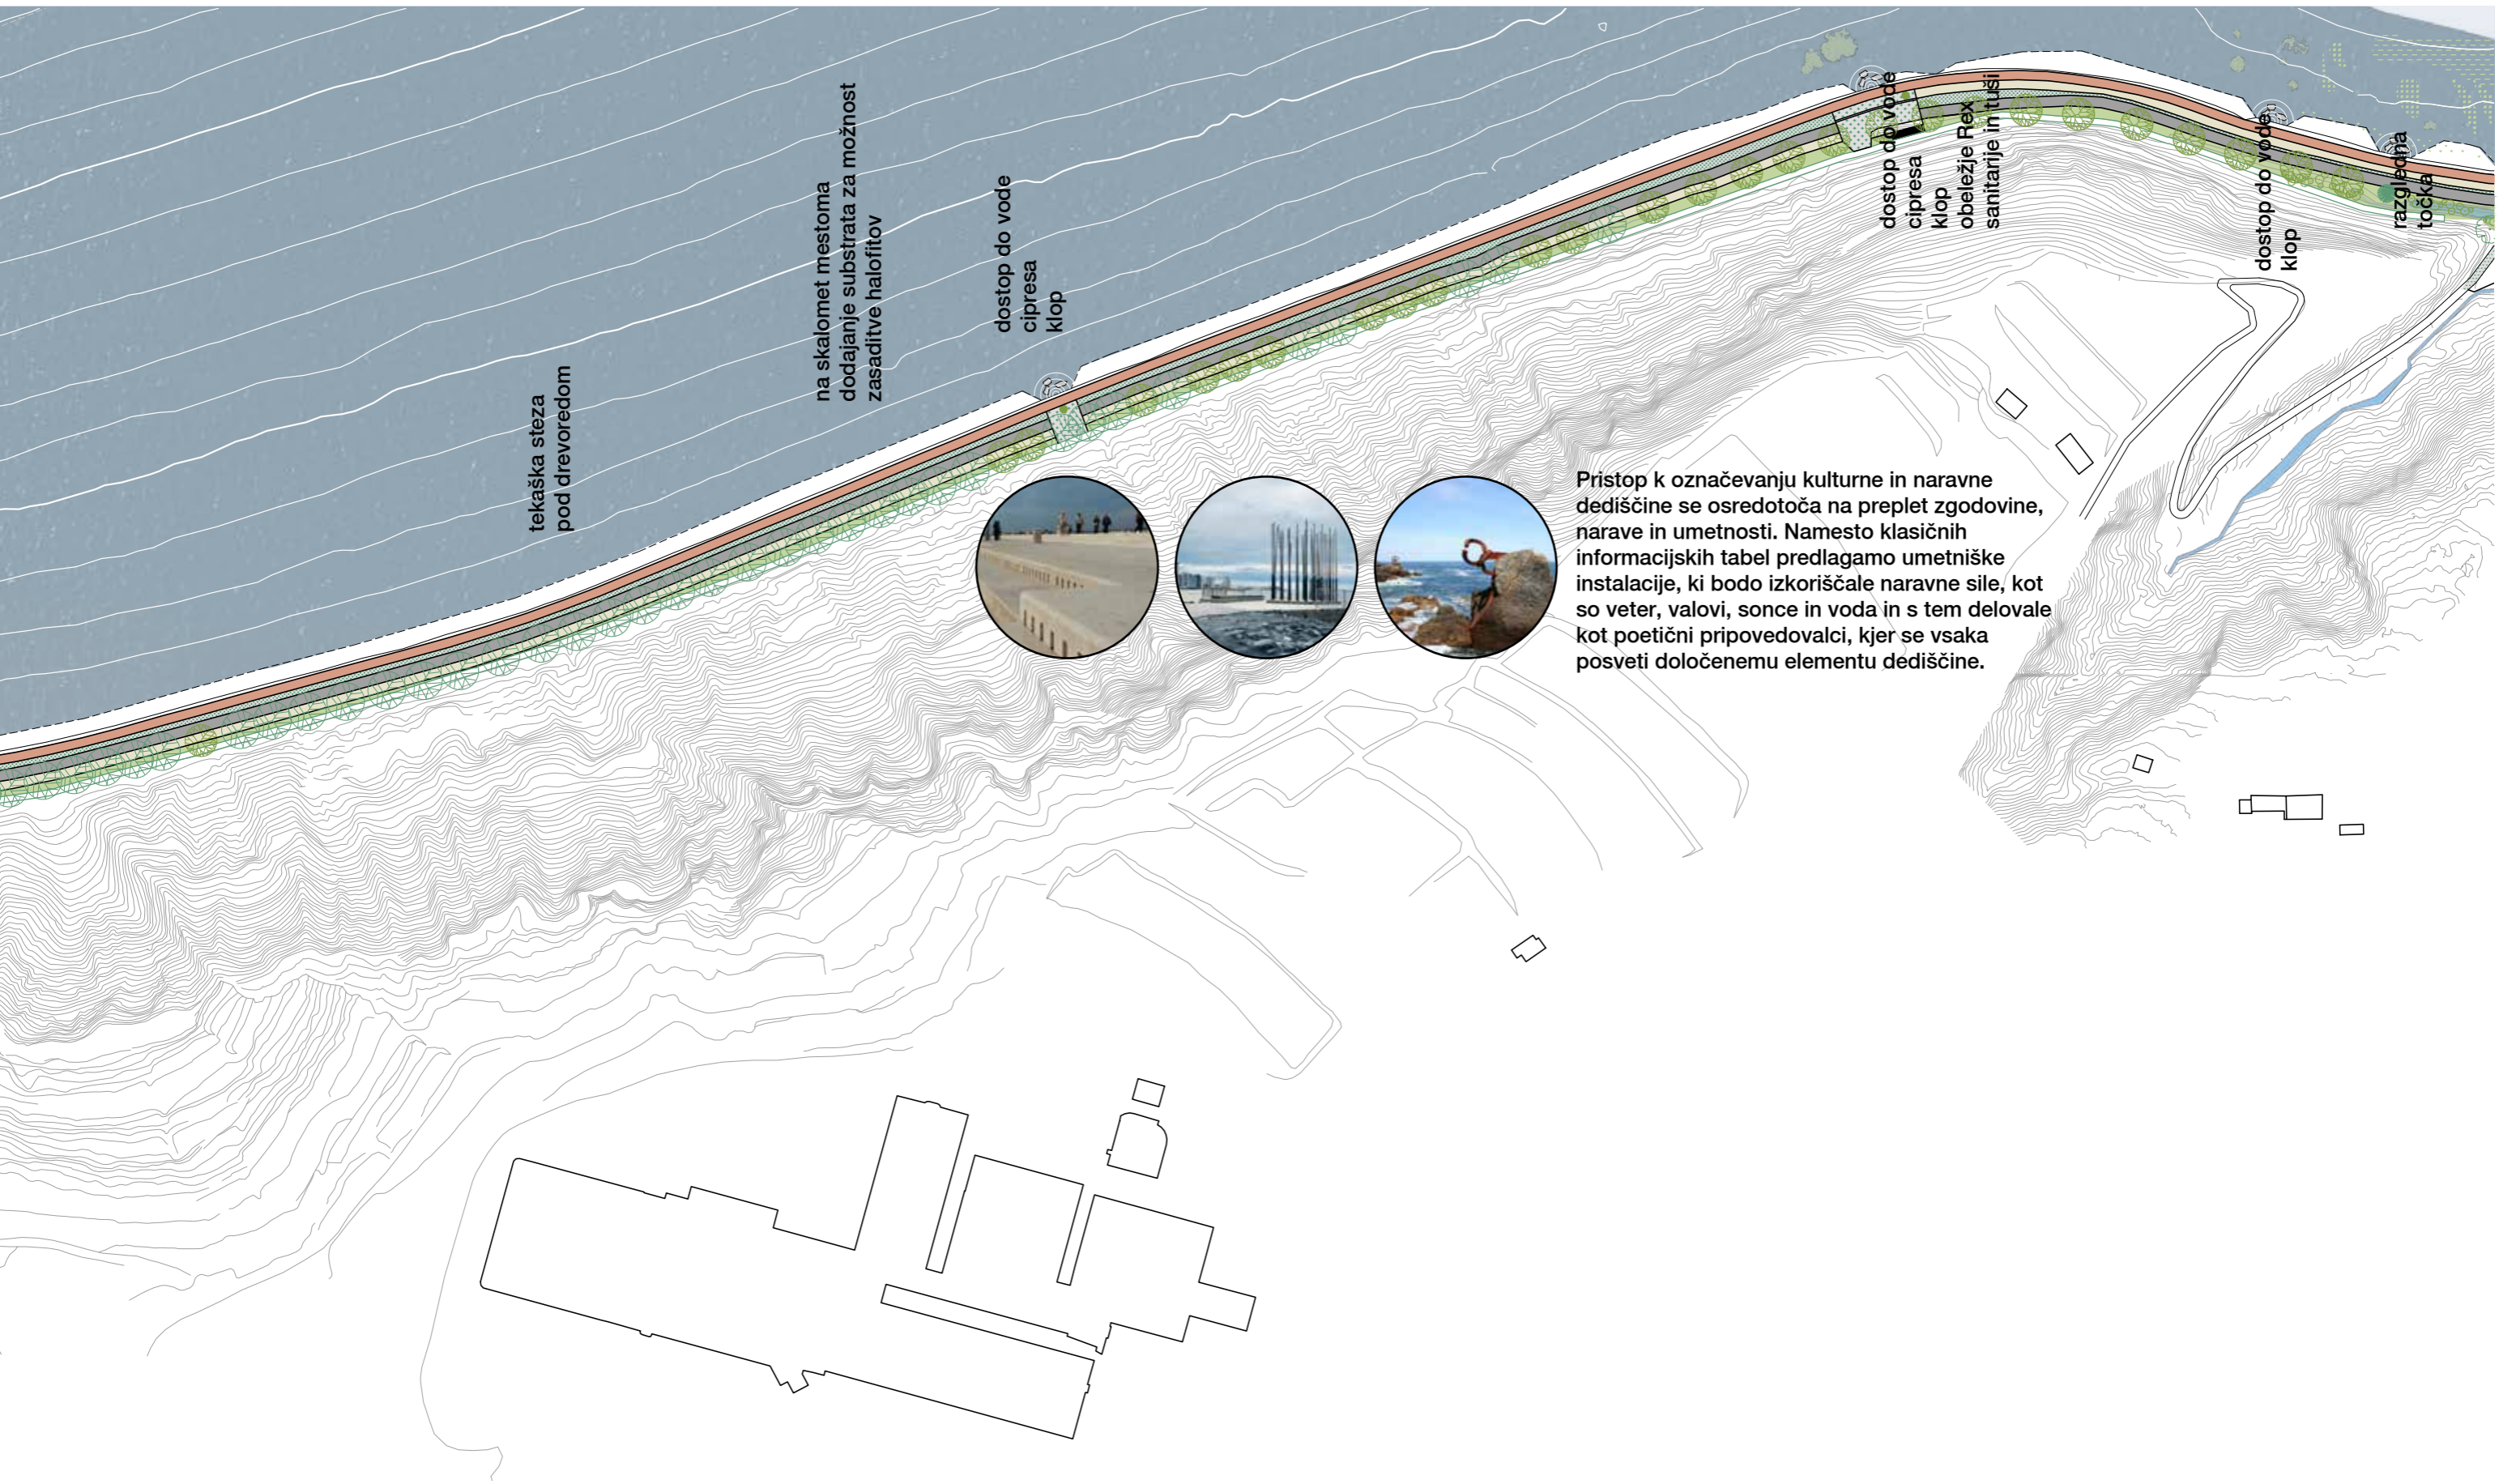 tekaška steza
pod drevoredom
na skalomet mestoma
dodajanje substrata za možnost
zasaditve halofitov
dostop do vode
cipresa
klop
dostop do vode
cipresa
klop
obeležje Rex
sanitarije in tuši
dostop do vode
klop
razgledna
točka
Pristop k označevanju kulturne in naravne
dediščine se osredotoča na preplet zgodovine,
narave in umetnosti. Namesto klasičnih
informacijskih tabel predlagamo umetniške
instalacije, ki bodo izkoriščale naravne sile, kot
so veter, valovi, sonce in voda in s tem delovale
kot poetični pripovedovalci, kjer se vsaka
posveti določenemu elementu dediščine.